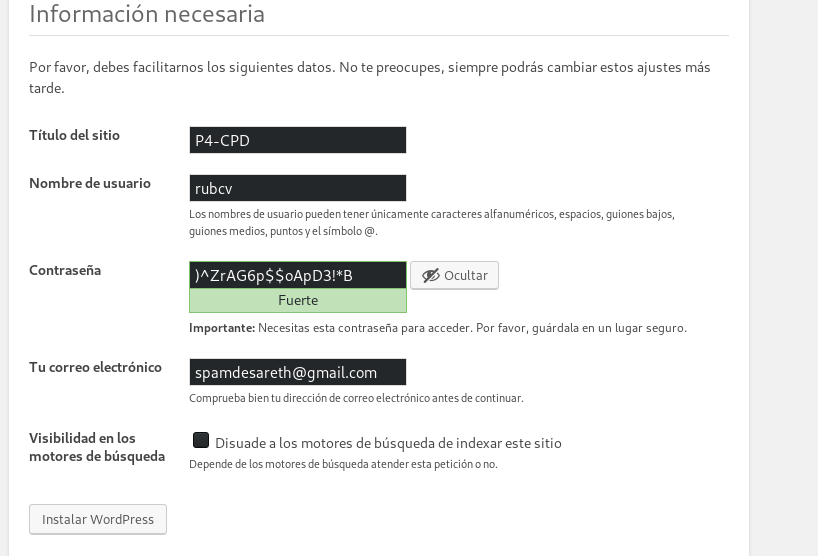 Información necesaria
Por favor, debes facilitarnos los siguientes datos. No te preocupes, siempre podrás cambiar estos ajustes más
tarde.
Título del sitio
P4-CPD
Nombre de usuario
rubcv
Los nombres de usuario pueden tener únicamente caracteres alfanuméricos, espacios, guiones bajos,
guiones medios, puntos y el símbolo @.
Contraseña
)^ZrAG6p$$oApD3!*B
Ocultar
Fuerte
Importante: Necesitas esta contraseña para acceder. Por favor, guárdala en un lugar seguro.
Tu correo electrónico
spamdesareth@gmail.com
Comprueba bien tu dirección de correo electrónico antes de continuar.
Visibilidad en los
motores de búsqueda
Disuade a los motores de búsqueda de indexar este sitio
Depende de los motores de búsqueda atender esta petición o no.
Instalar WordPress